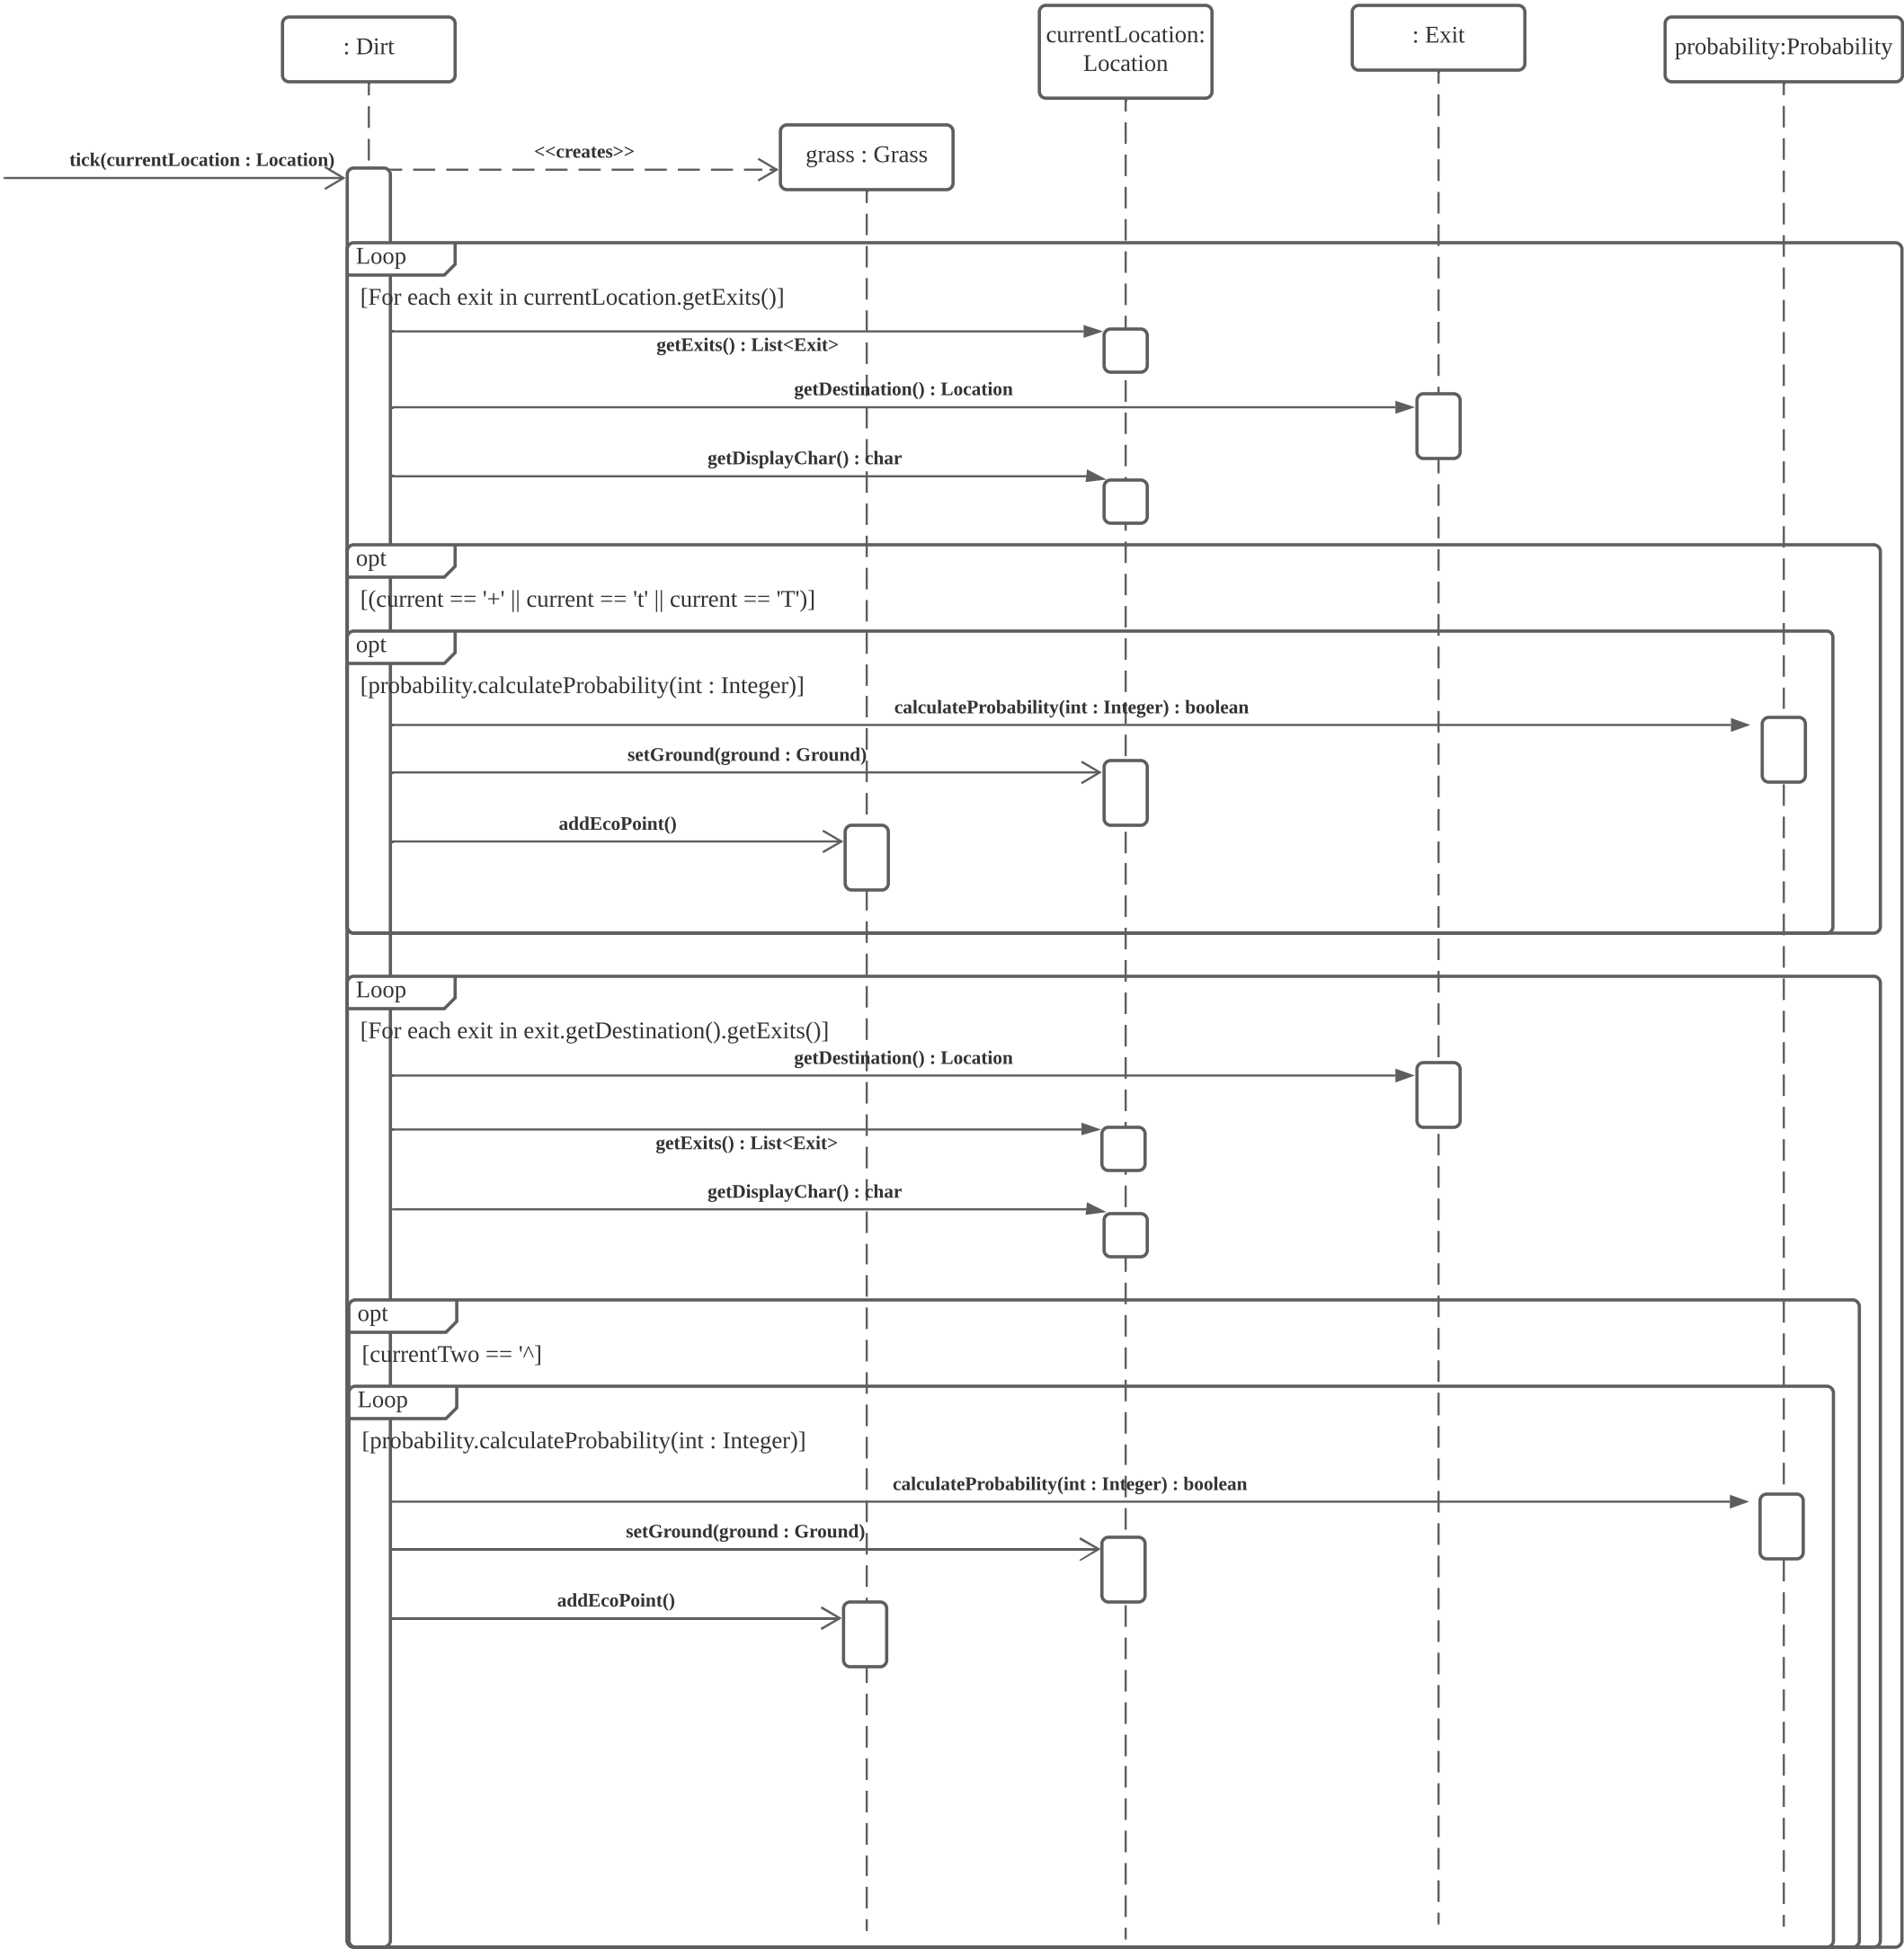 : Dirt
currentLocation:
Location
: Exit
probability:Probability
grass : Grass
tick(currentLocation : Location)
<<creates>>
Loop
[For each exit in currentLocation.getExits()]
getExits() : List<Exit>
getDestination() : Location
getDisplayChar() : char
opt
[(current == '+' || current == 't' || current == 'T')]
opt
[probability.calculateProbability(int : Integer)]
calculateProbability(int : Integer) : boolean
setGround(ground : Ground)
addEcoPoint()
Loop
[For each exit in exit.getDestination().getExits()]
getDestination() : Location
getExits() : List<Exit>
getDisplayChar() : char
opt
[currentTwo == '^]
Loop
[probability.calculateProbability(int : Integer)]
calculateProbability(int : Integer) : boolean
setGround(ground : Ground)
addEcoPoint()